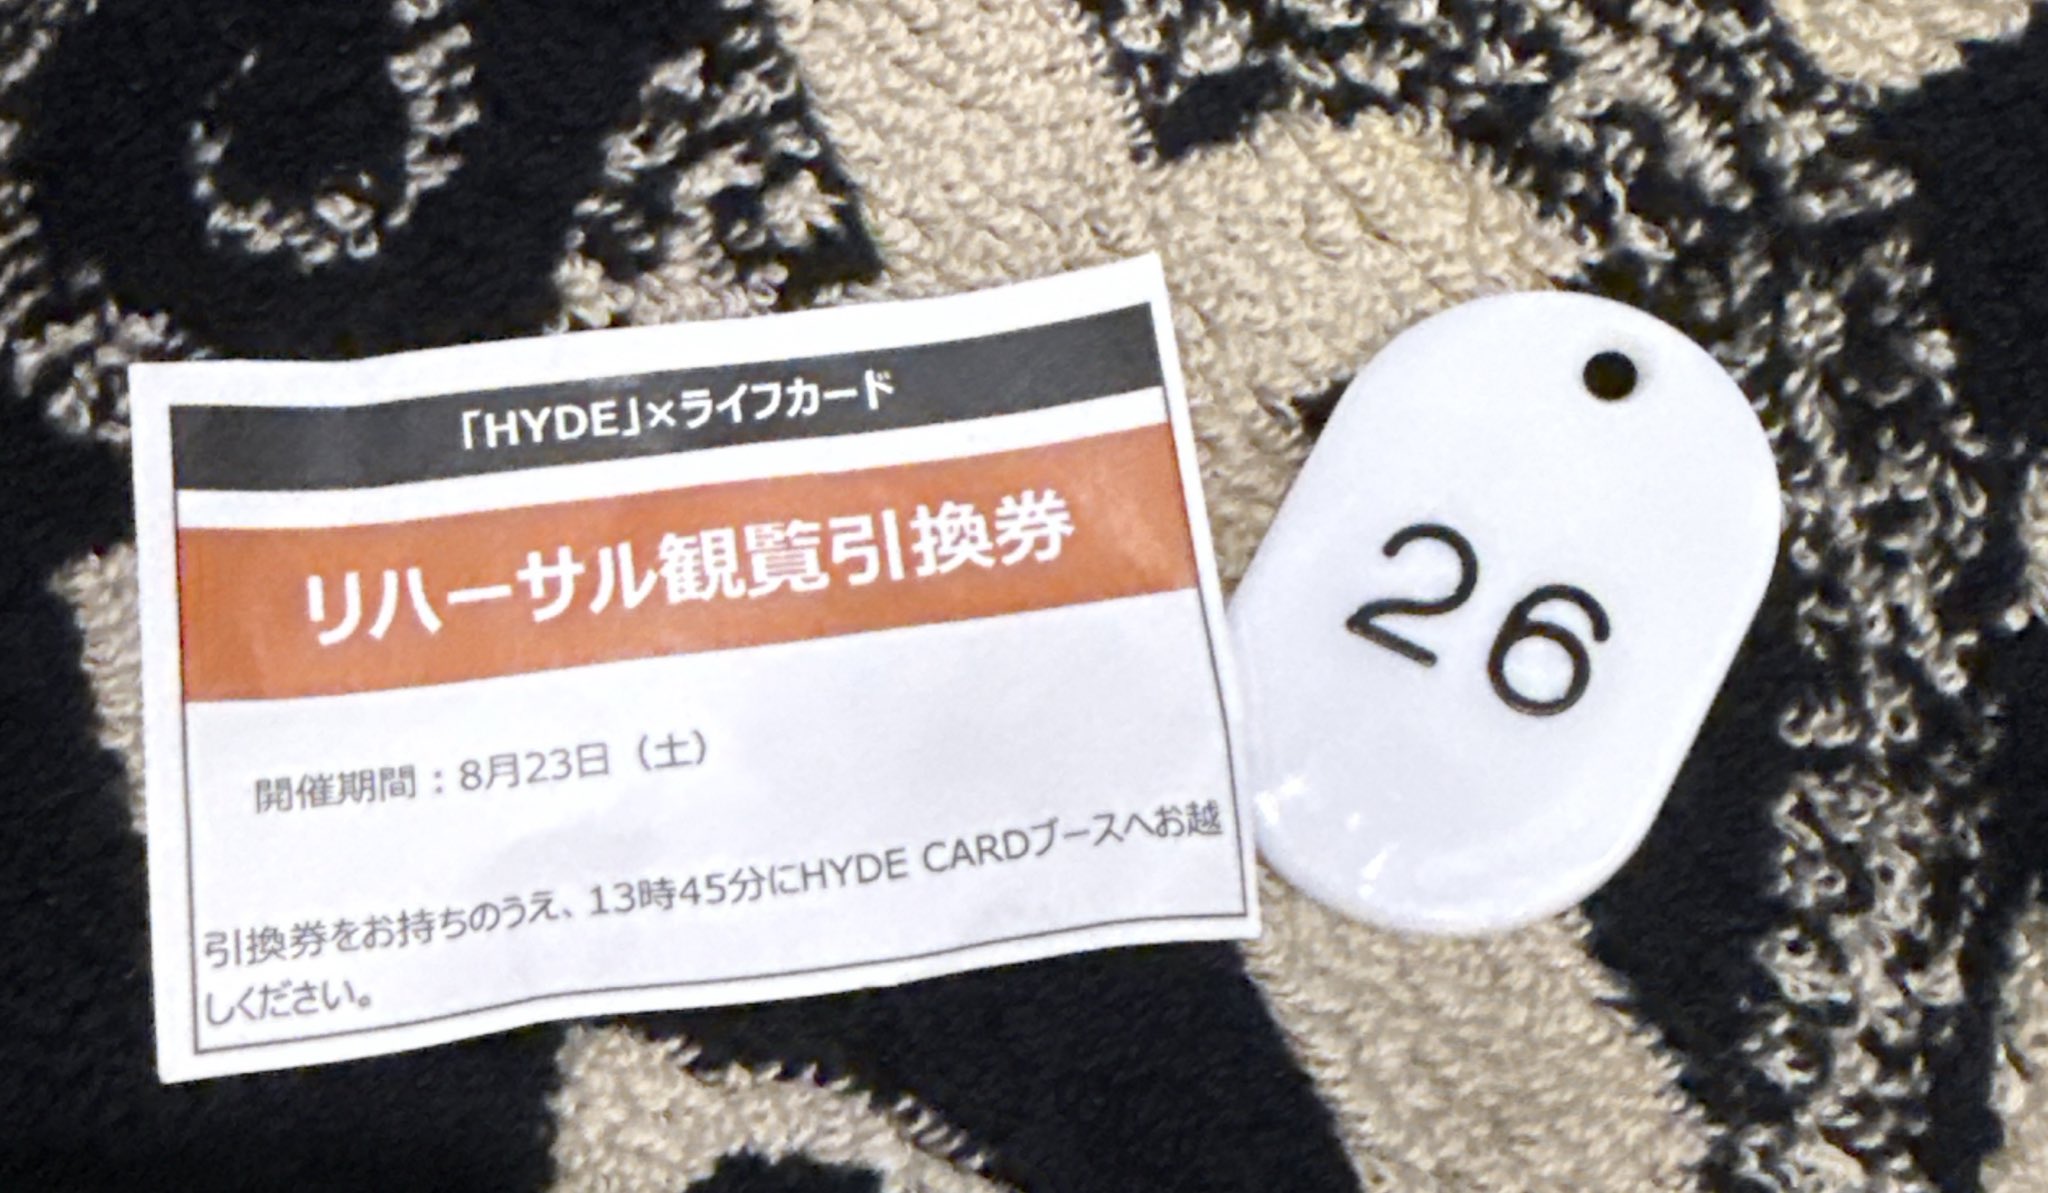 「HYDE」×ライフカード
リハーサル観覧引換券
開催期間：8月23日（土）
引換券をお持ちのうえ、13時45分にHYDE CARDブースへお越
しください。
26